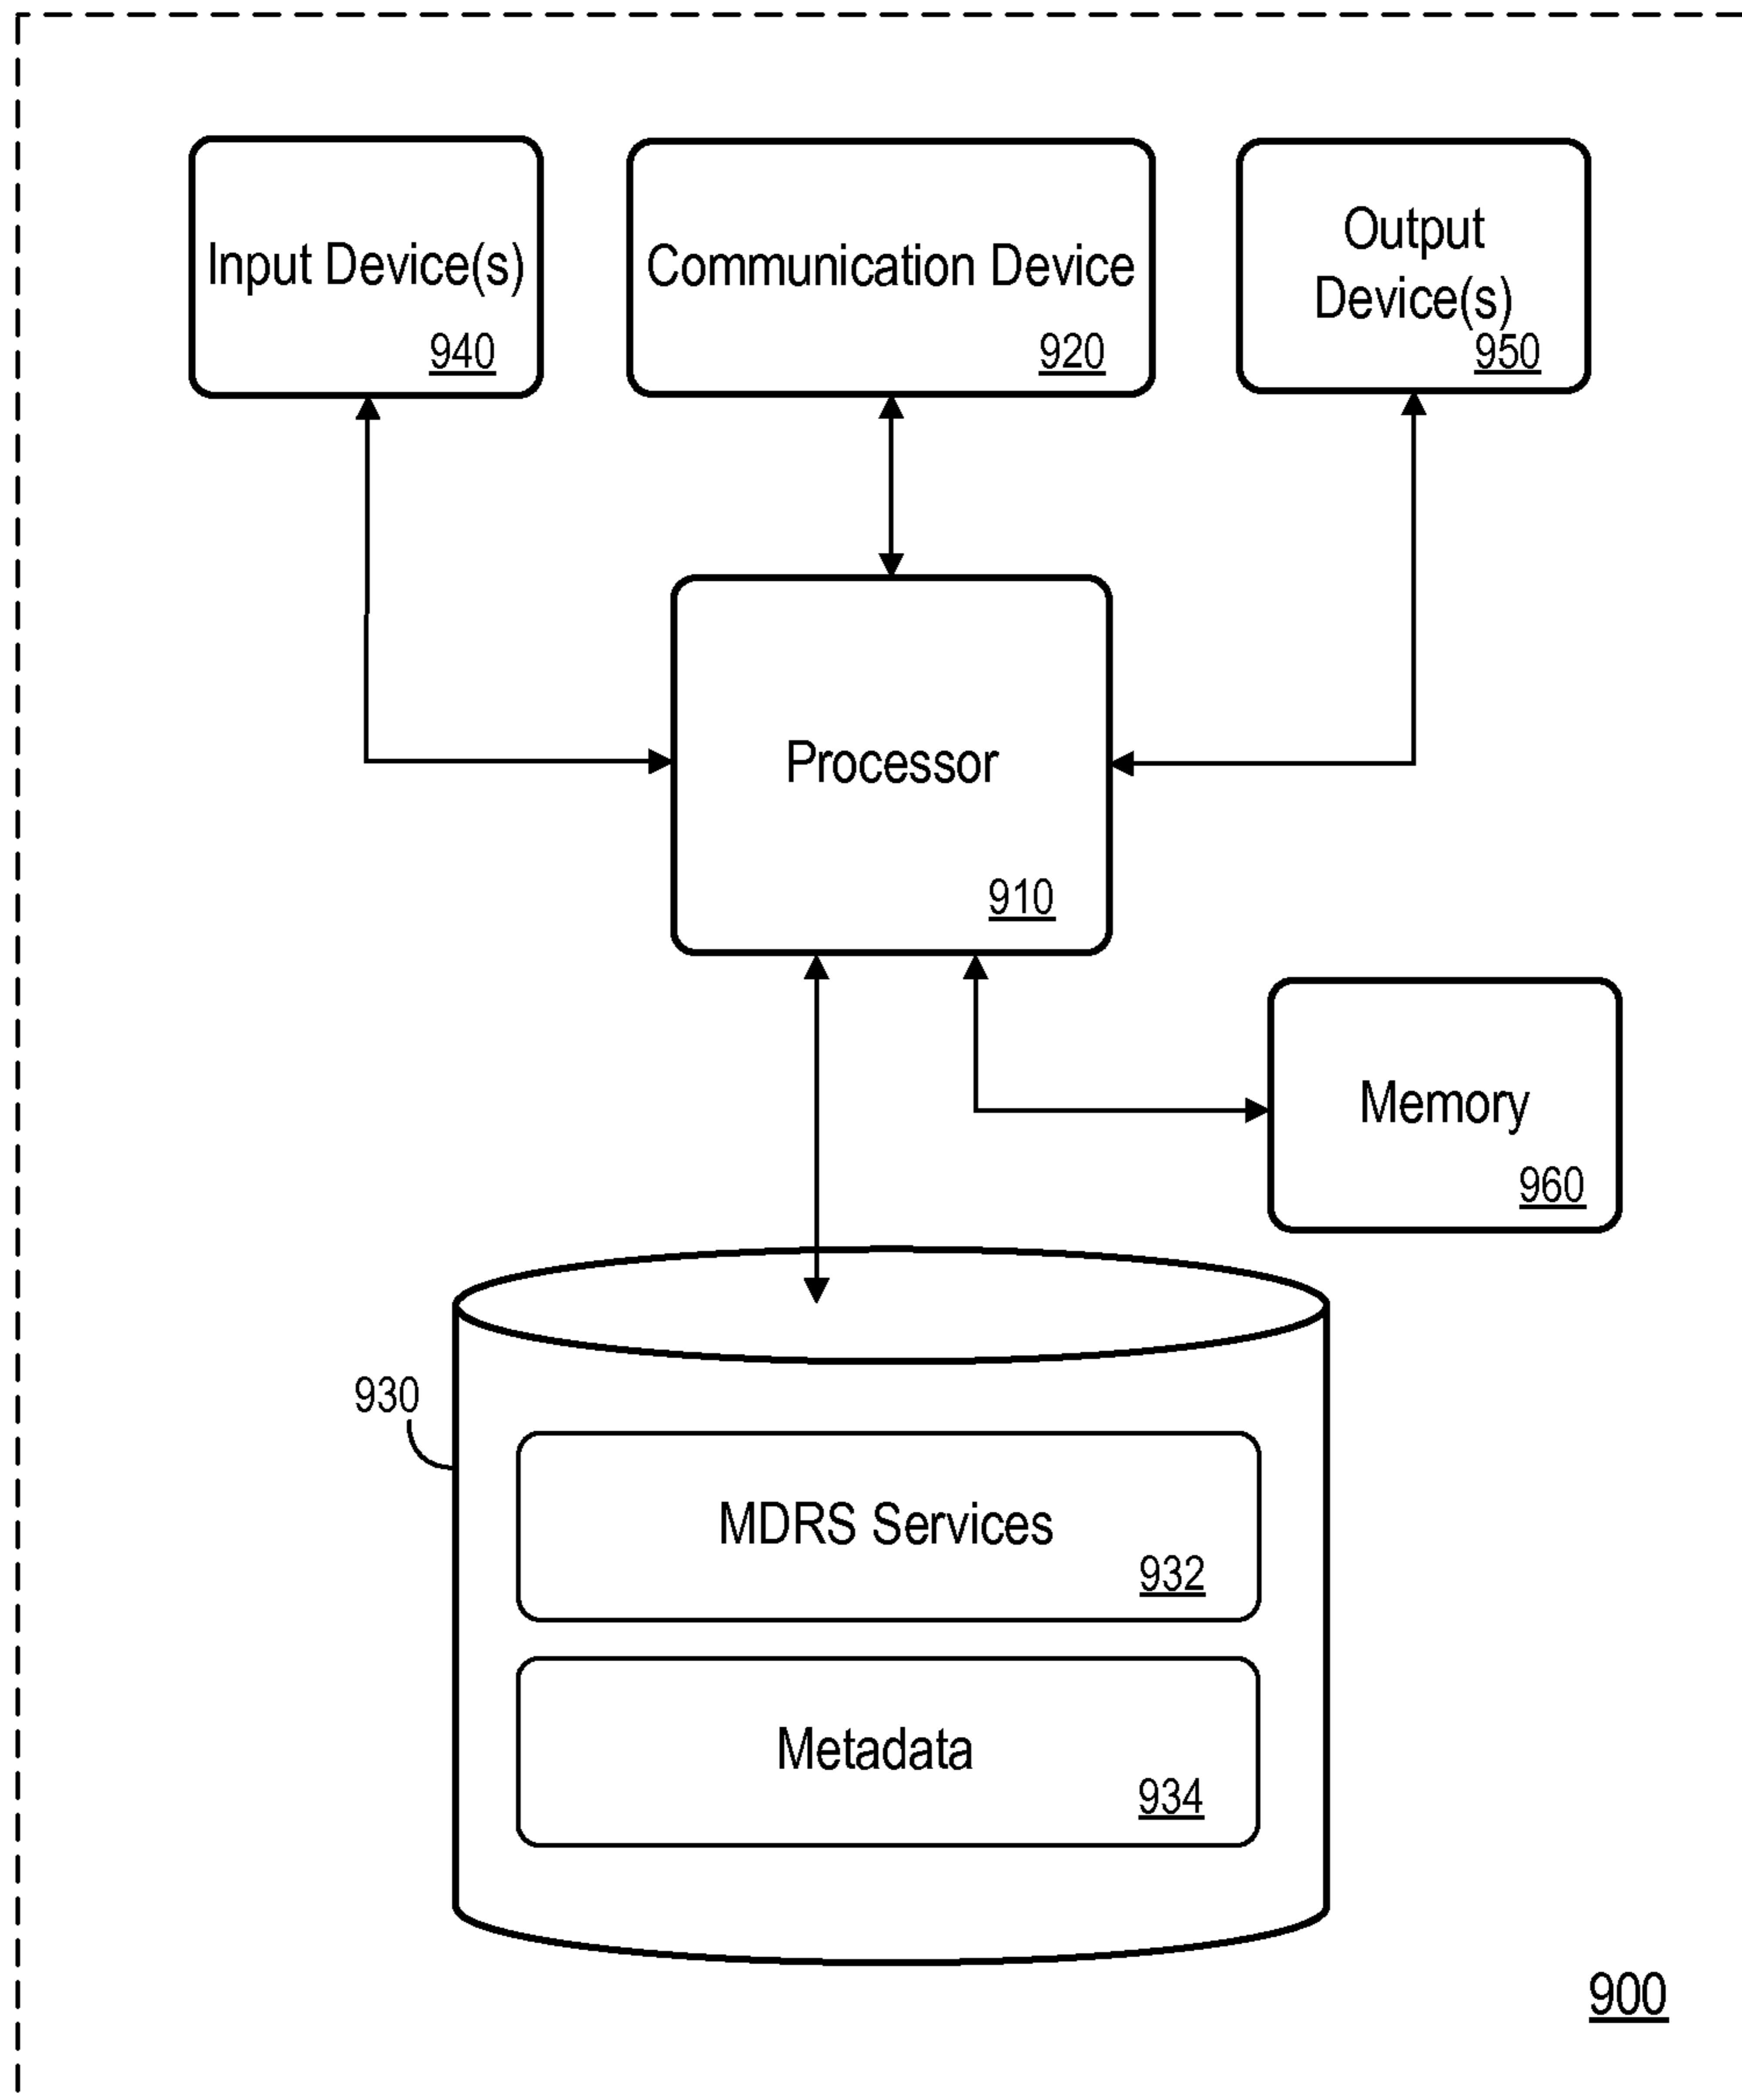 Input Device(s)
940
Communication Device
920
Output
Device(s)
950
Processor
910
Memory
960
930
MDRS Services
932
Metadata
934
900